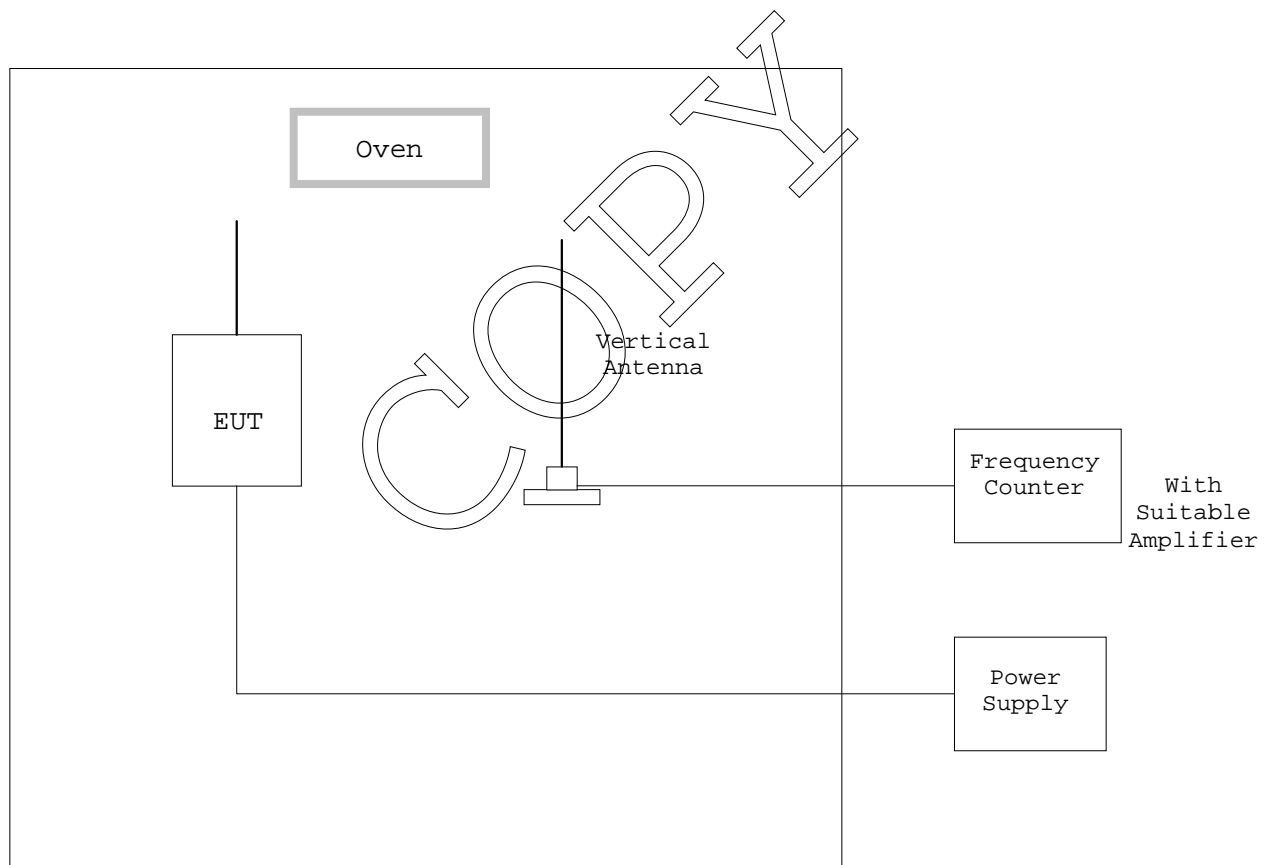 COPY
Oven
Vertical
Antenna
EUT
Frequency
Counter
With
Suitable
Amplifier
Power
Supply